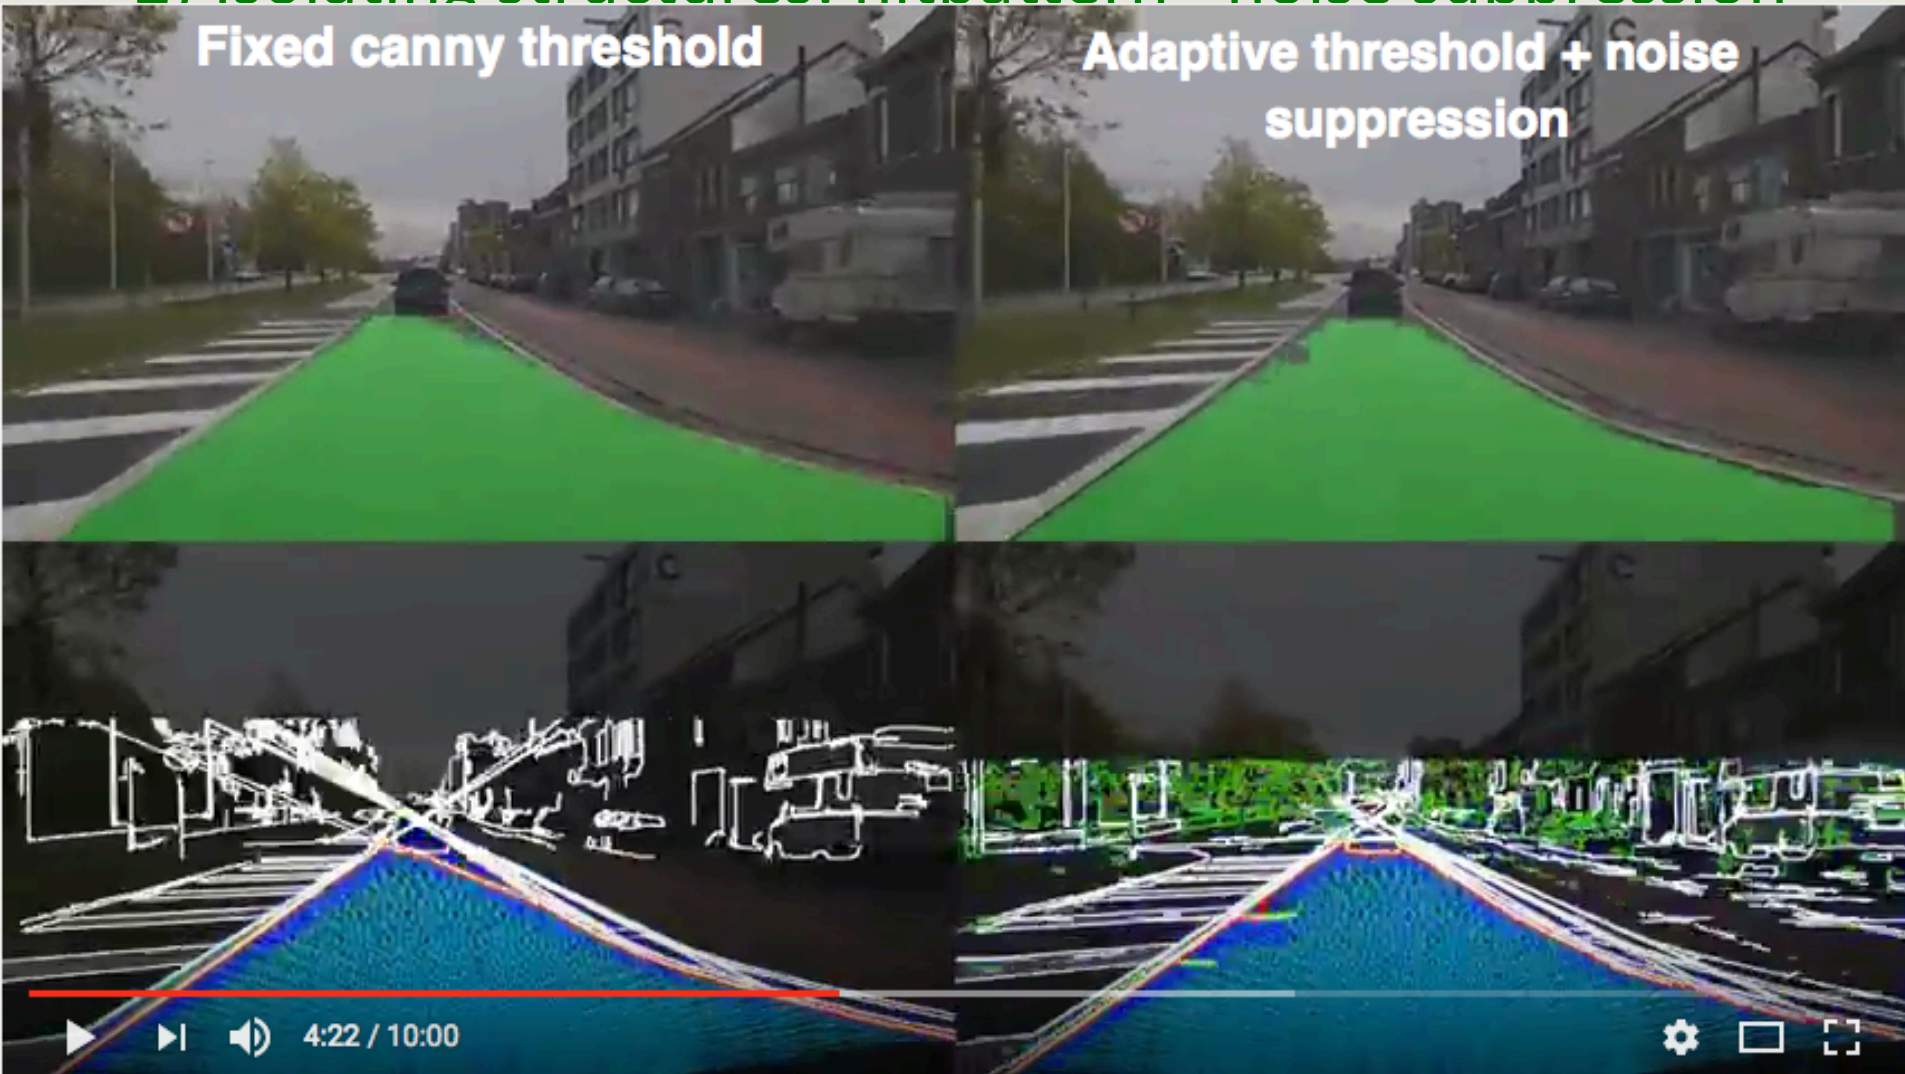 Fixed canny threshold
Adaptive threshold + noise
suppression
C
C
C
C
4:22 / 10:00